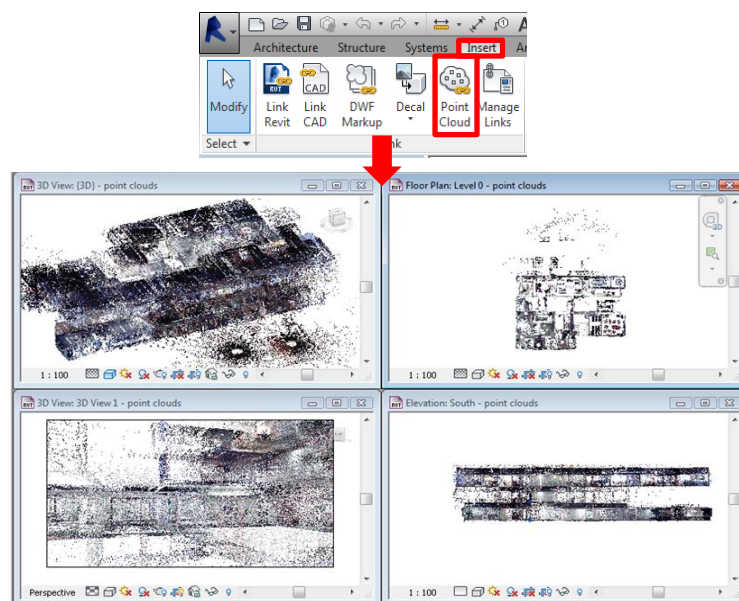 Architecture Structure Systems Insert
Modify
Link Revit
Link CAD
DWF Markup
Decal
Point Cloud
Manage Links
Select
3D View: {3D} - point clouds
Floor Plan: Level 0 - point clouds
1 : 100
1 : 100
3D View: 3D View 1 - point clouds
Elevation: South - point clouds
Perspective
1 : 100